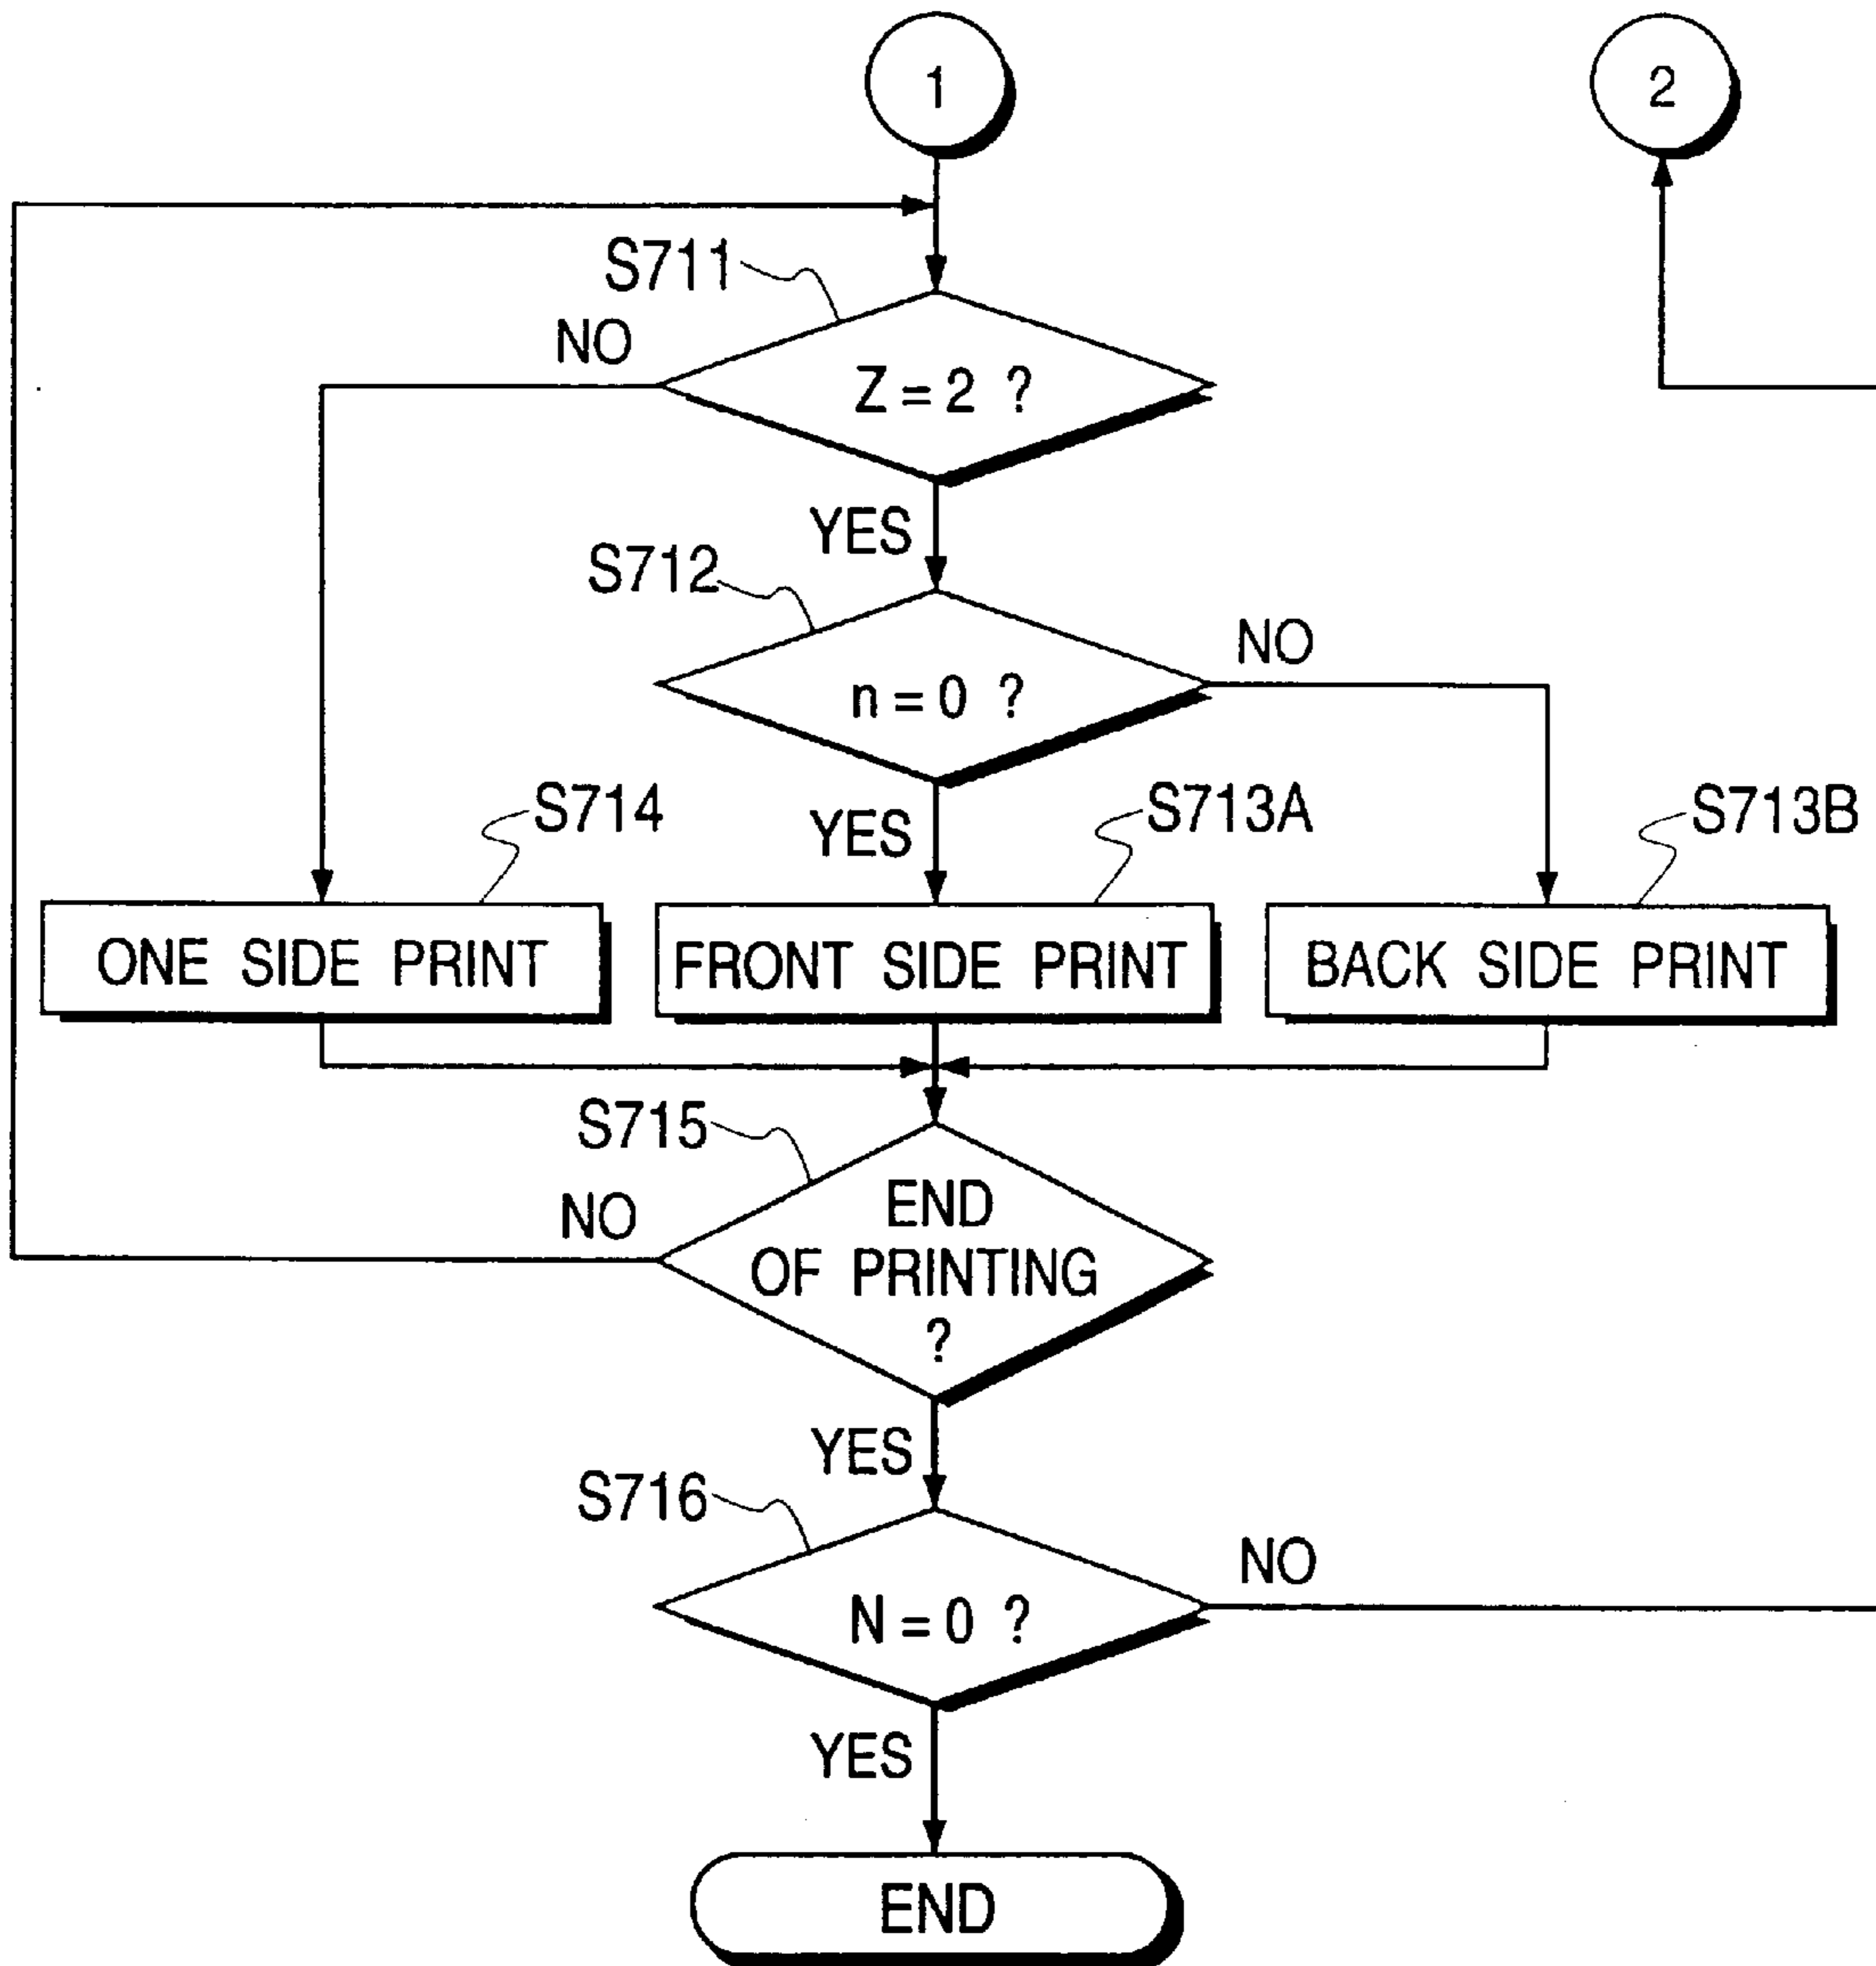 1
2
S711
NO
Z = 2 ?
YES
S712
NO
n = 0 ?
S714
YES
S713A
S713B
ONE SIDE PRINT
FRONT SIDE PRINT
BACK SIDE PRINT
S715
NO
END
OF PRINTING
?
YES
S716
NO
N = 0 ?
YES
END